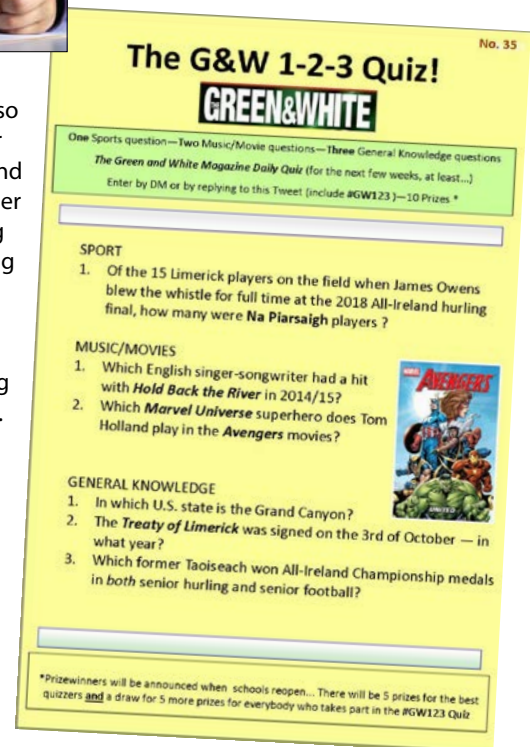 so
nd
er
g
g
g
.
No. 35
The G&W 1-2-3 Quiz!
THE GREEN&WHITE
One Sports question—Two Music/Movie questions—Three General Knowledge questions
The Green and White Magazine Daily Quiz (for the next few weeks, at least...)
Enter by DM or by replying to this Tweet (include #GW123 )—10 Prizes *
SPORT
1. Of the 15 Limerick players on the field when James Owens
blew the whistle for full time at the 2018 All-Ireland hurling
final, how many were Na Piarsaigh players ?
MUSIC/MOVIES
1. Which English singer-songwriter had a hit
with Hold Back the River in 2014/15?
2. Which Marvel Universe superhero does Tom
Holland play in the Avengers movies?
MARVEL
AVENGERS
UNITED
GENERAL KNOWLEDGE
1. In which U.S. state is the Grand Canyon?
2. The Treaty of Limerick was signed on the 3rd of October — in
what year?
3. Which former Taoiseach won All-Ireland Championship medals
in both senior hurling and senior football?
*Prizewinners will be announced when schools reopen... There will be 5 prizes for the best
quizzers and a draw for 5 more prizes for everybody who takes part in the #GW123 Quiz